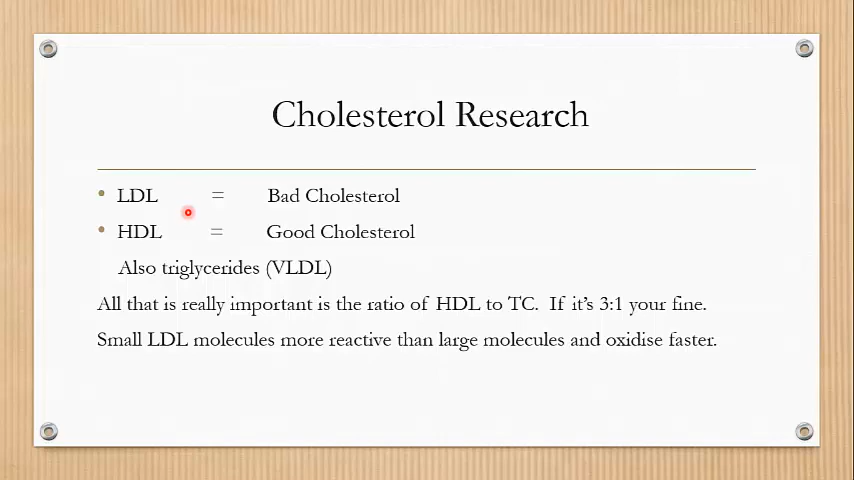 Cholesterol Research
• LDL = Bad Cholesterol
• HDL = Good Cholesterol
Also triglycerides (VLDL)
All that is really important is the ratio of HDL to TC. If it's 3:1 your fine.
Small LDL molecules more reactive than large molecules and oxidise faster.